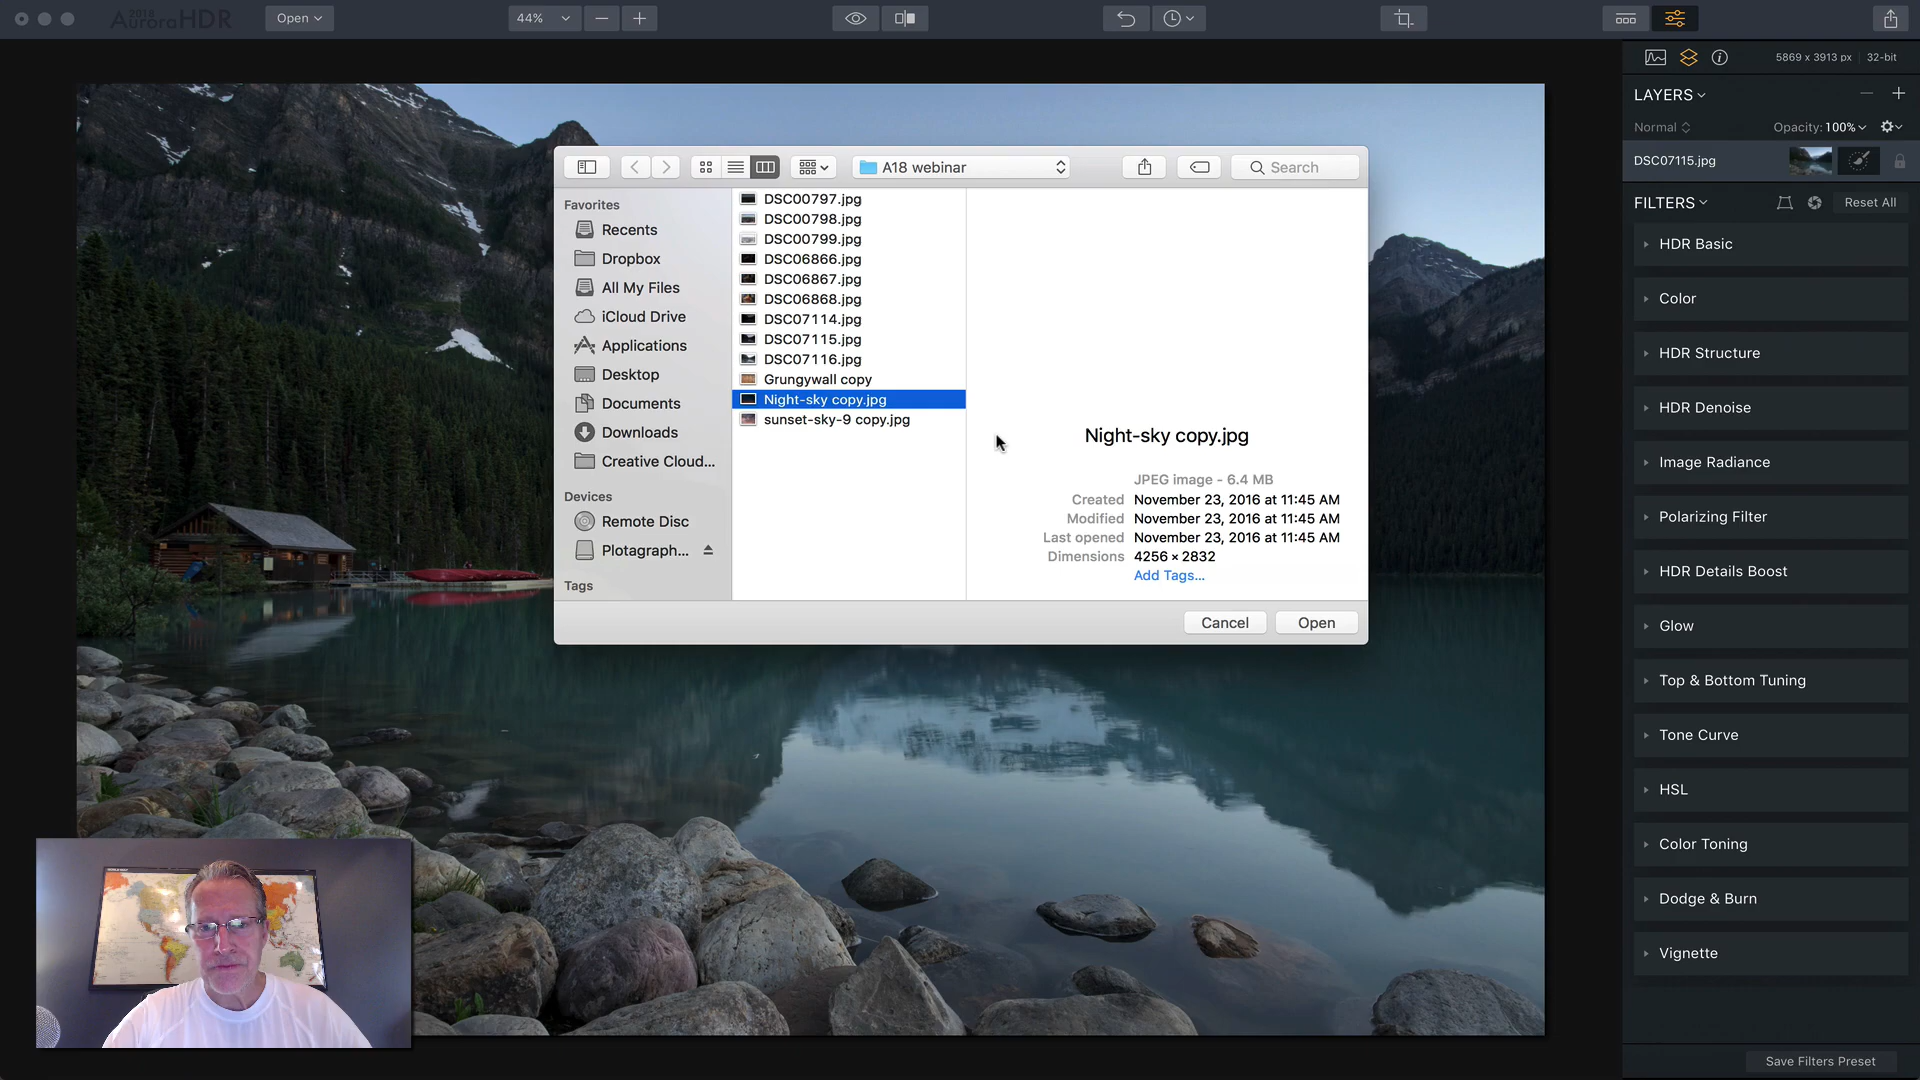 2018
AuroraHDR
Open
44%
5869 x 3913 px | 32-bit
LAYERS
Normal
Opacity: 100%
DSC07115.jpg
FILTERS
Reset All
HDR Basic
Color
HDR Structure
HDR Denoise
Image Radiance
Polarizing Filter
HDR Details Boost
Glow
Top & Bottom Tuning
Tone Curve
HSL
Color Toning
Dodge & Burn
Vignette
Save Filters Preset
A18 webinar
Search
Favorites
Recents
Dropbox
All My Files
iCloud Drive
Applications
Desktop
Documents
Downloads
Creative Cloud...
Devices
Remote Disc
Plotagraph...
Tags
DSC00797.jpg
DSC00798.jpg
DSC00799.jpg
DSC06866.jpg
DSC06867.jpg
DSC06868.jpg
DSC07114.jpg
DSC07115.jpg
DSC07116.jpg
Grungywall copy
Night-sky copy.jpg
sunset-sky-9 copy.jpg
Night-sky copy.jpg
JPEG image - 6.4 MB
Created November 23, 2016 at 11:45 AM
Modified November 23, 2016 at 11:45 AM
Last opened November 23, 2016 at 11:45 AM
Dimensions 4256 × 2832
Add Tags...
Cancel
Open